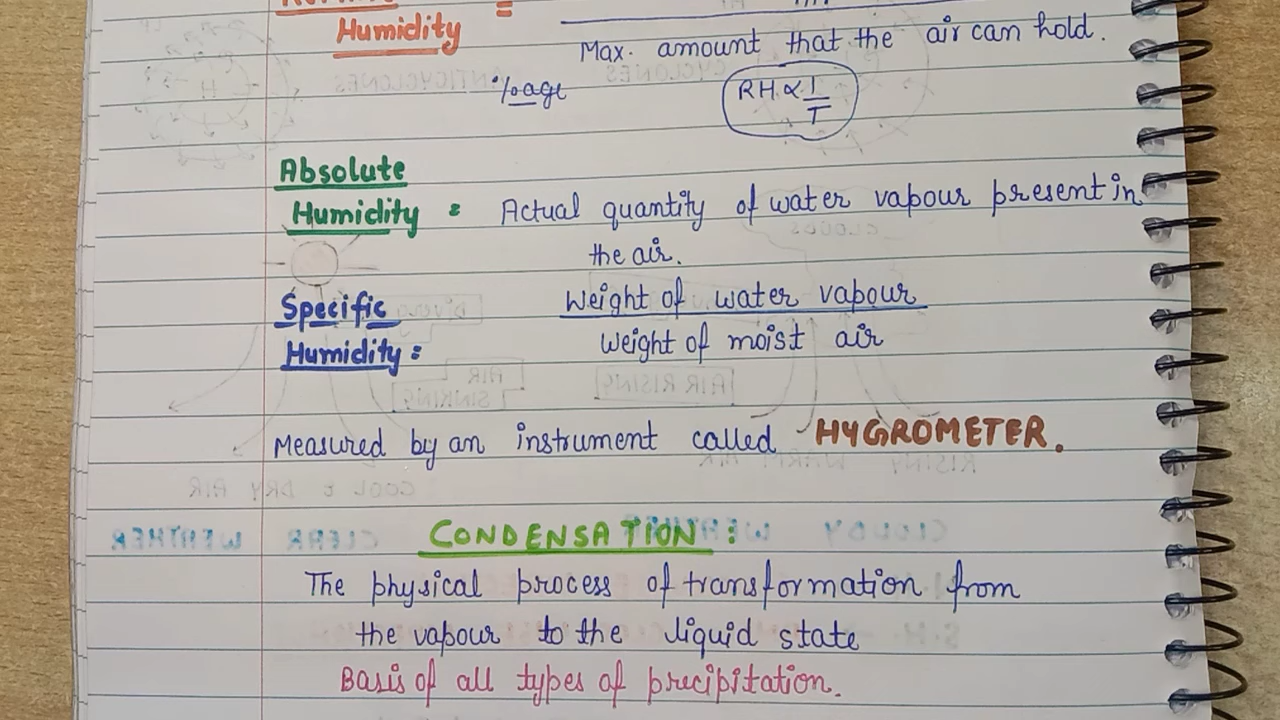 Humidity =
Max. amount that the air can hold.
%age
RH ∝ 1/T
Absolute
Humidity = Actual quantity of water vapour present in
the air.
Specific
Humidity =
Weight of water vapour
Weight of moist air
Measured by an instrument called HYGROMETER.
CONDENSATION :
The physical process of transformation from
the vapour to the liquid state
Basis of all types of precipitation.